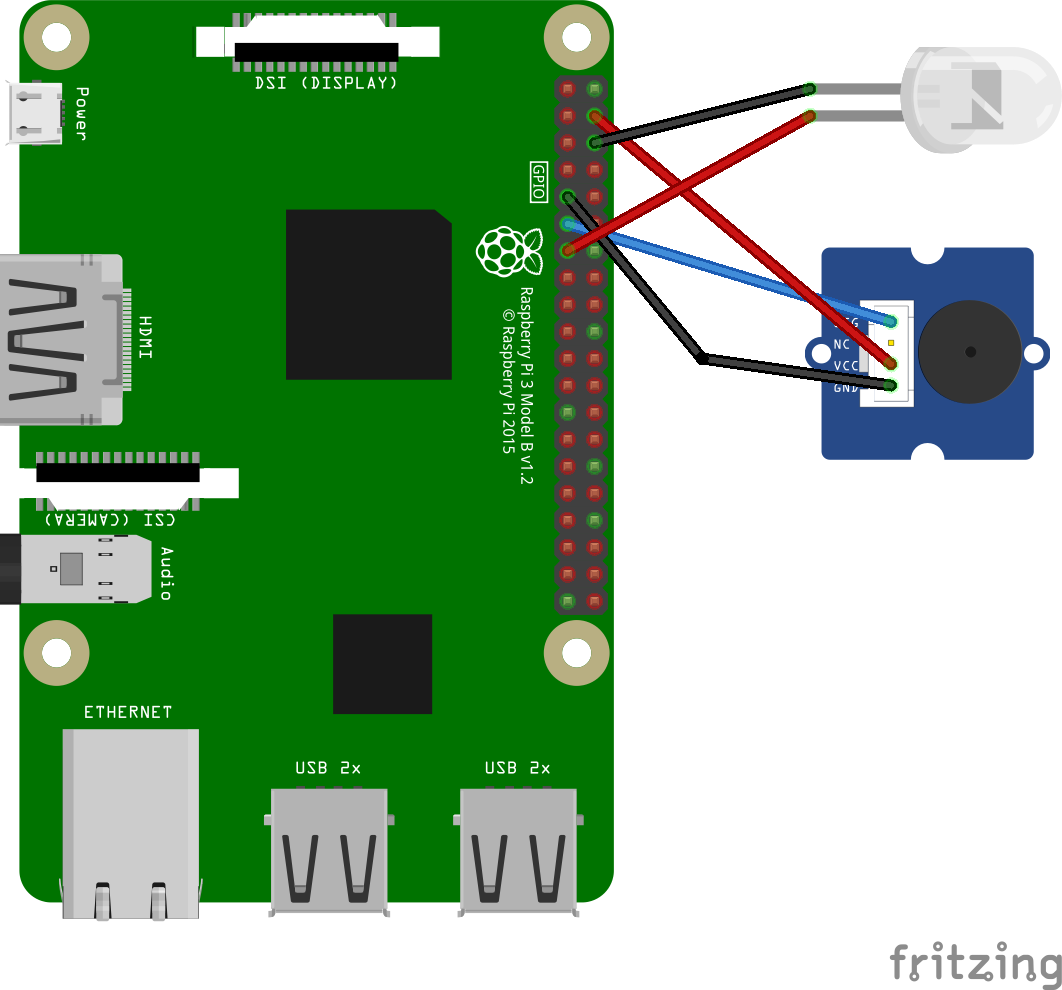 DSI (DISPLAY)
Power
GPIO
HDMI
Raspberry Pi 3 Model B v1.2
© Raspberry Pi 2015
NC
VCC
GND
CSI (CAMERA)
Audio
ETHERNET
USB 2x
USB 2x
fritzing